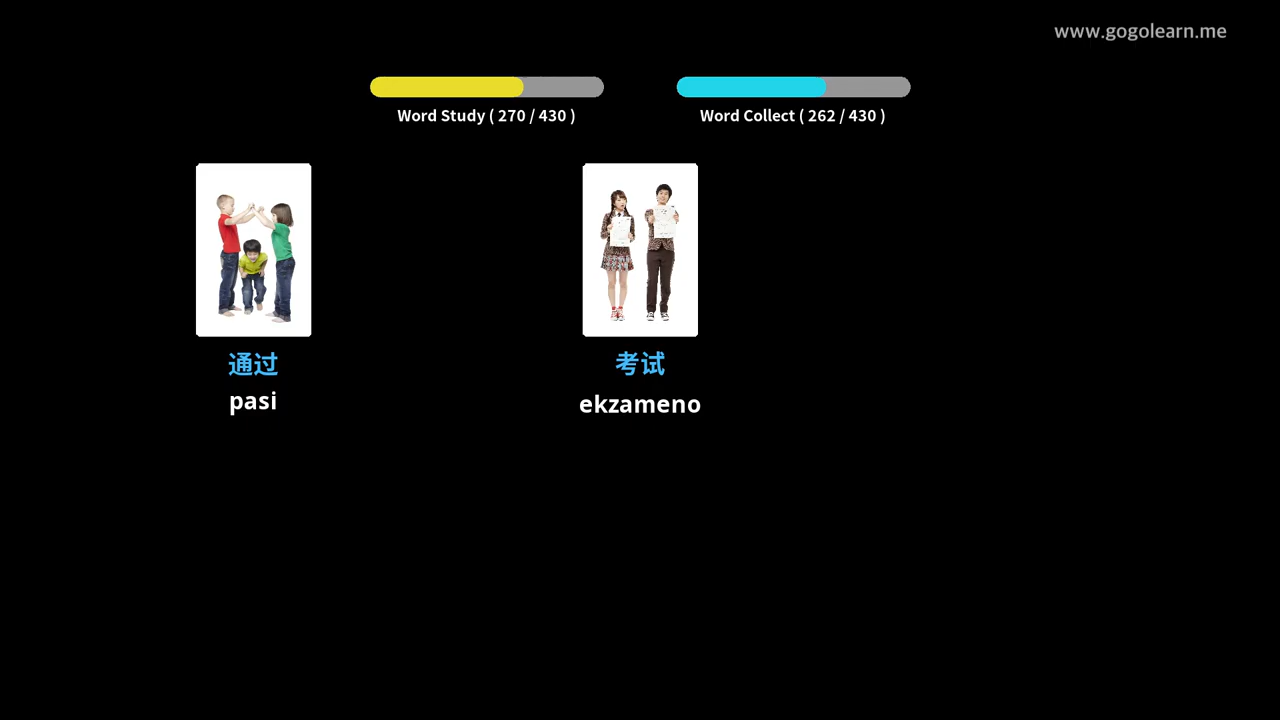 www.gogolearn.me
Word Study ( 270 / 430 )
Word Collect ( 262 / 430 )
通过
pasi
考试
ekzameno